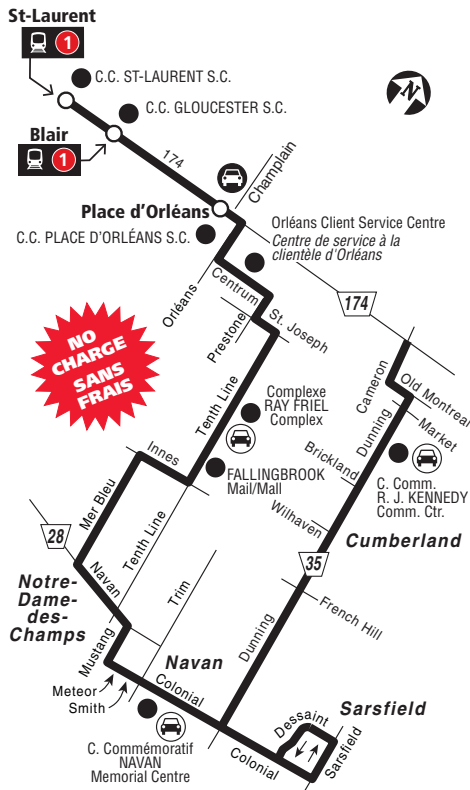 St-Laurent
1
C.C. ST-LAURENT S.C.
C.C. GLOUCESTER S.C.
N
Blair
1
174
Champlain
Place d'Orléans
C.C. PLACE D'ORLÉANS S.C.
Orléans Client Service Centre
Centre de service à la
clientèle d'Orléans
Orléans
Centrum
St. Joseph
Prestone
174
NO
CHARGE
SANS
FRAIS
Cameron
Old Montreal
Market
Dunning
Tenth Line
Complexe
RAY FRIEL
Complex
Innes
FALLINGBROOK
Mail/Mall
Brickland
C. Comm.
R. J. KENNEDY
Comm. Ctr.
Mer Bleu
Wilhaven
Cumberland
28
Tenth Line
35
Navan
Trim
Notre-
Dame-
des-
Champs
French Hill
Mustang
Dunning
Navan
Meteor
Smith
Colonial
Dessaint
Sarsfield
Sarsfield
Colonial
C. Commémoratif
NAVAN
Memorial Centre